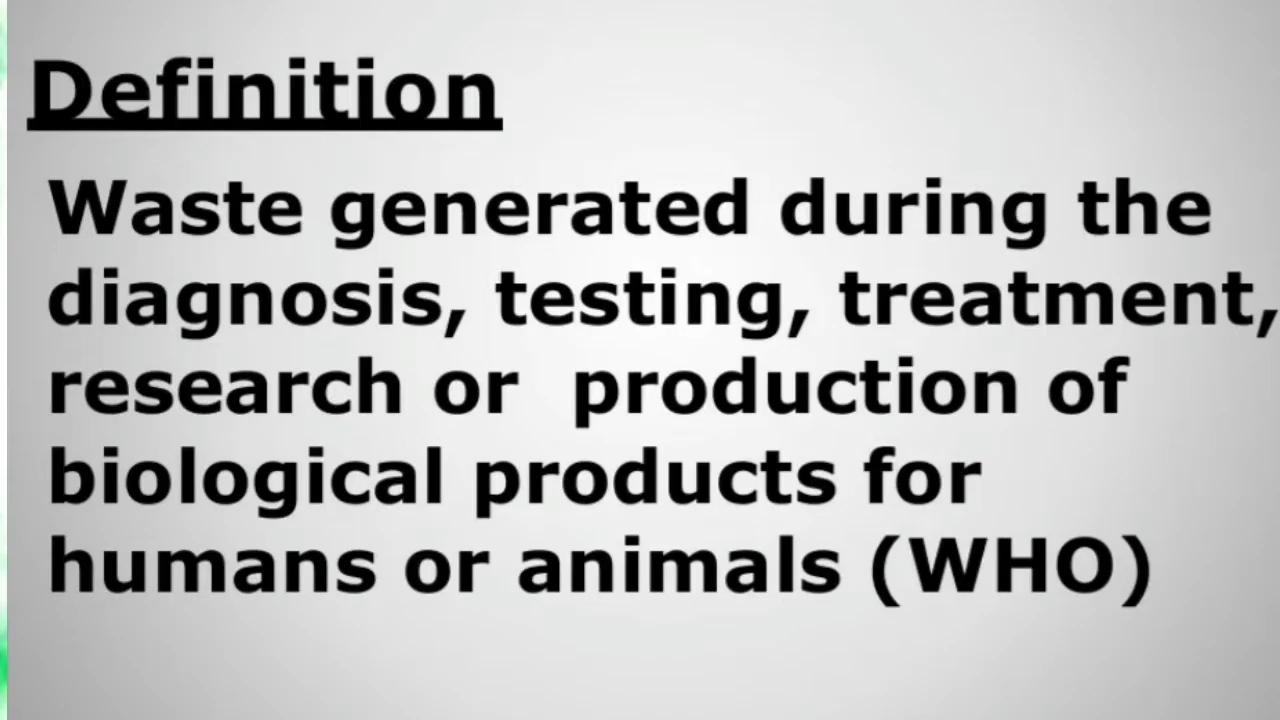 Definition
Waste generated during the
diagnosis, testing, treatment,
research or  production of
biological products for
humans or animals (WHO)